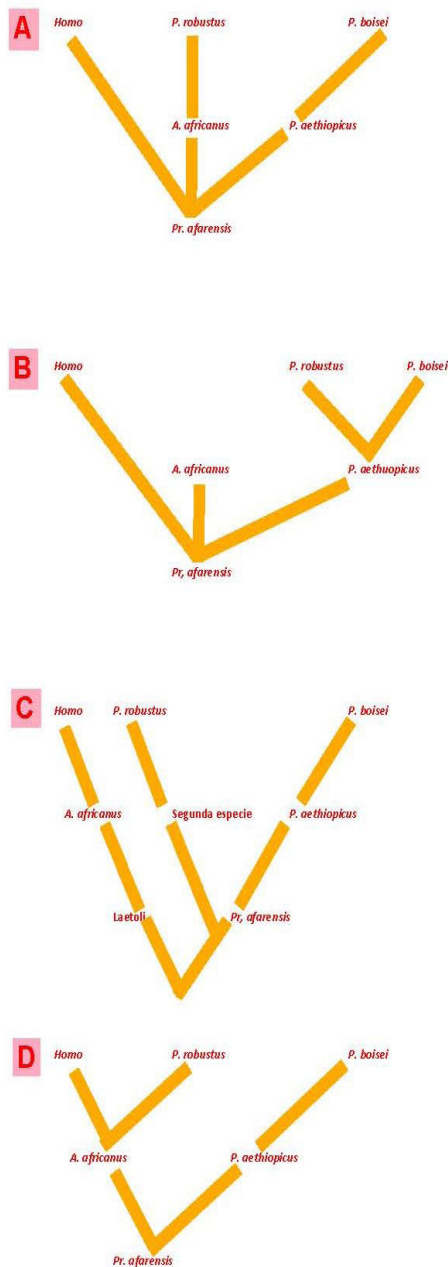 A
Homo P. robustus P. boisei
A. africanus P. aethiopicus
Pr. afarensis
B
Homo P. robustus P. boisei
A. africanus P. aethuopicus
Pr, afarensis
C
Homo P. robustus P. boisei
A. africanus Segunda especie P. aethiopicus
Laetoli Pr, afarensis
D
Homo P. robustus P. boisei
A. africanus P. aethiopicus
Pr. afarensis